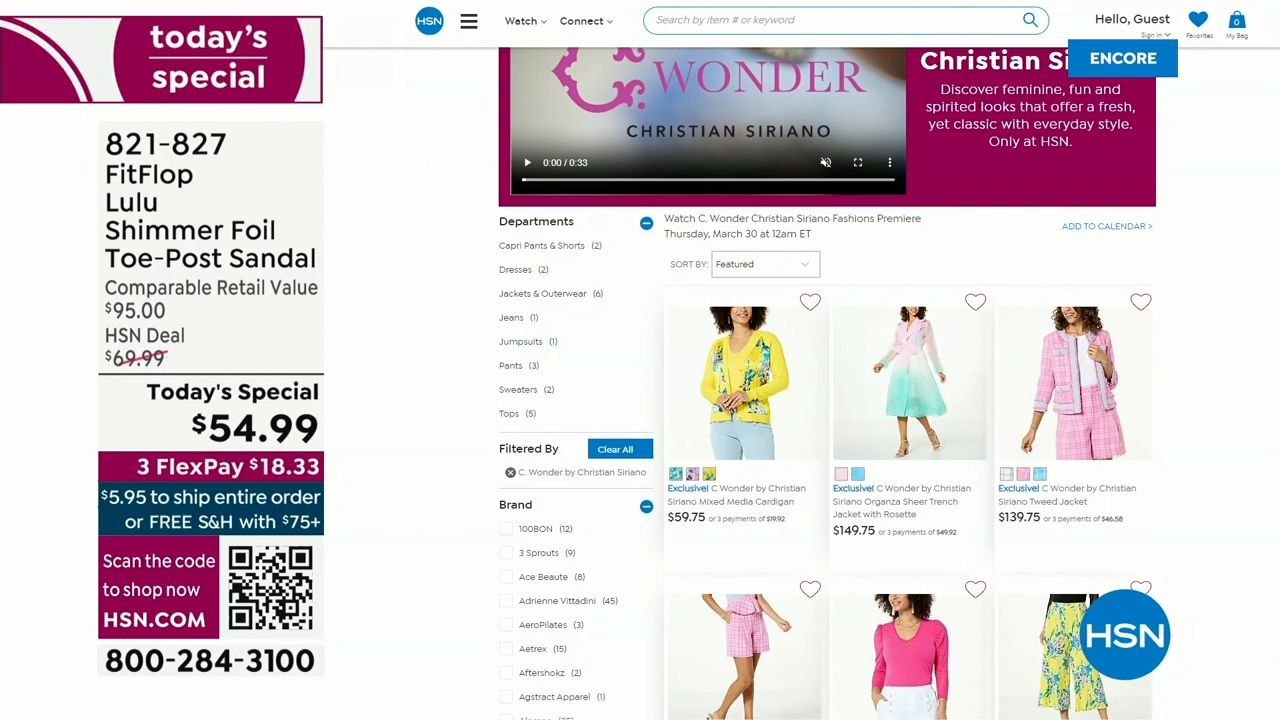 today's
special
821-827
FitFlop
Lulu
Shimmer Foil
Toe-Post Sandal
Comparable Retail Value
$95.00
HSN Deal
$69.99
Today's Special
$54.99
3 FlexPay $18.33
$5.95 to ship entire order
or FREE S&H with $75+
Scan the code
to shop now
HSN.COM
800-284-3100
HSN
Watch
Connect
Search by item # or keyword
Hello, Guest
Sign in
Favorites
0
My Bag
ENCORE
WONDER
CHRISTIAN SIRIANO
0:00 / 0:33
Christian Si
Discover feminine, fun and
spirited looks that offer a fresh,
yet classic with everyday style.
Only at HSN.
Departments
Capri Pants & Shorts (2)
Dresses (2)
Jackets & Outerwear (6)
Jeans (1)
Jumpsuits (1)
Pants (3)
Sweaters (2)
Tops (5)
Filtered By
Clear All
C. Wonder by Christian Siriano
Brand
100BON (12)
3 Sprouts (9)
Ace Beaute (8)
Adrienne Vittadini (45)
AeroPilates (3)
Aetrex (15)
Aftershokz (2)
Agstract Apparel (1)
Watch C. Wonder Christian Siriano Fashions Premiere
Thursday, March 30 at 12am ET
ADD TO CALENDAR >
SORT BY: Featured
Exclusive! C Wonder by Christian
Siriano Mixed Media Cardigan
$59.75 or 3 payments of $19.92
Exclusive! C Wonder by Christian
Siriano Organza Sheer Trench
Jacket with Rosette
$149.75 or 3 payments of $49.92
Exclusive! C Wonder by Christian
Siriano Tweed Jacket
$139.75 or 3 payments of $46.58
HSN